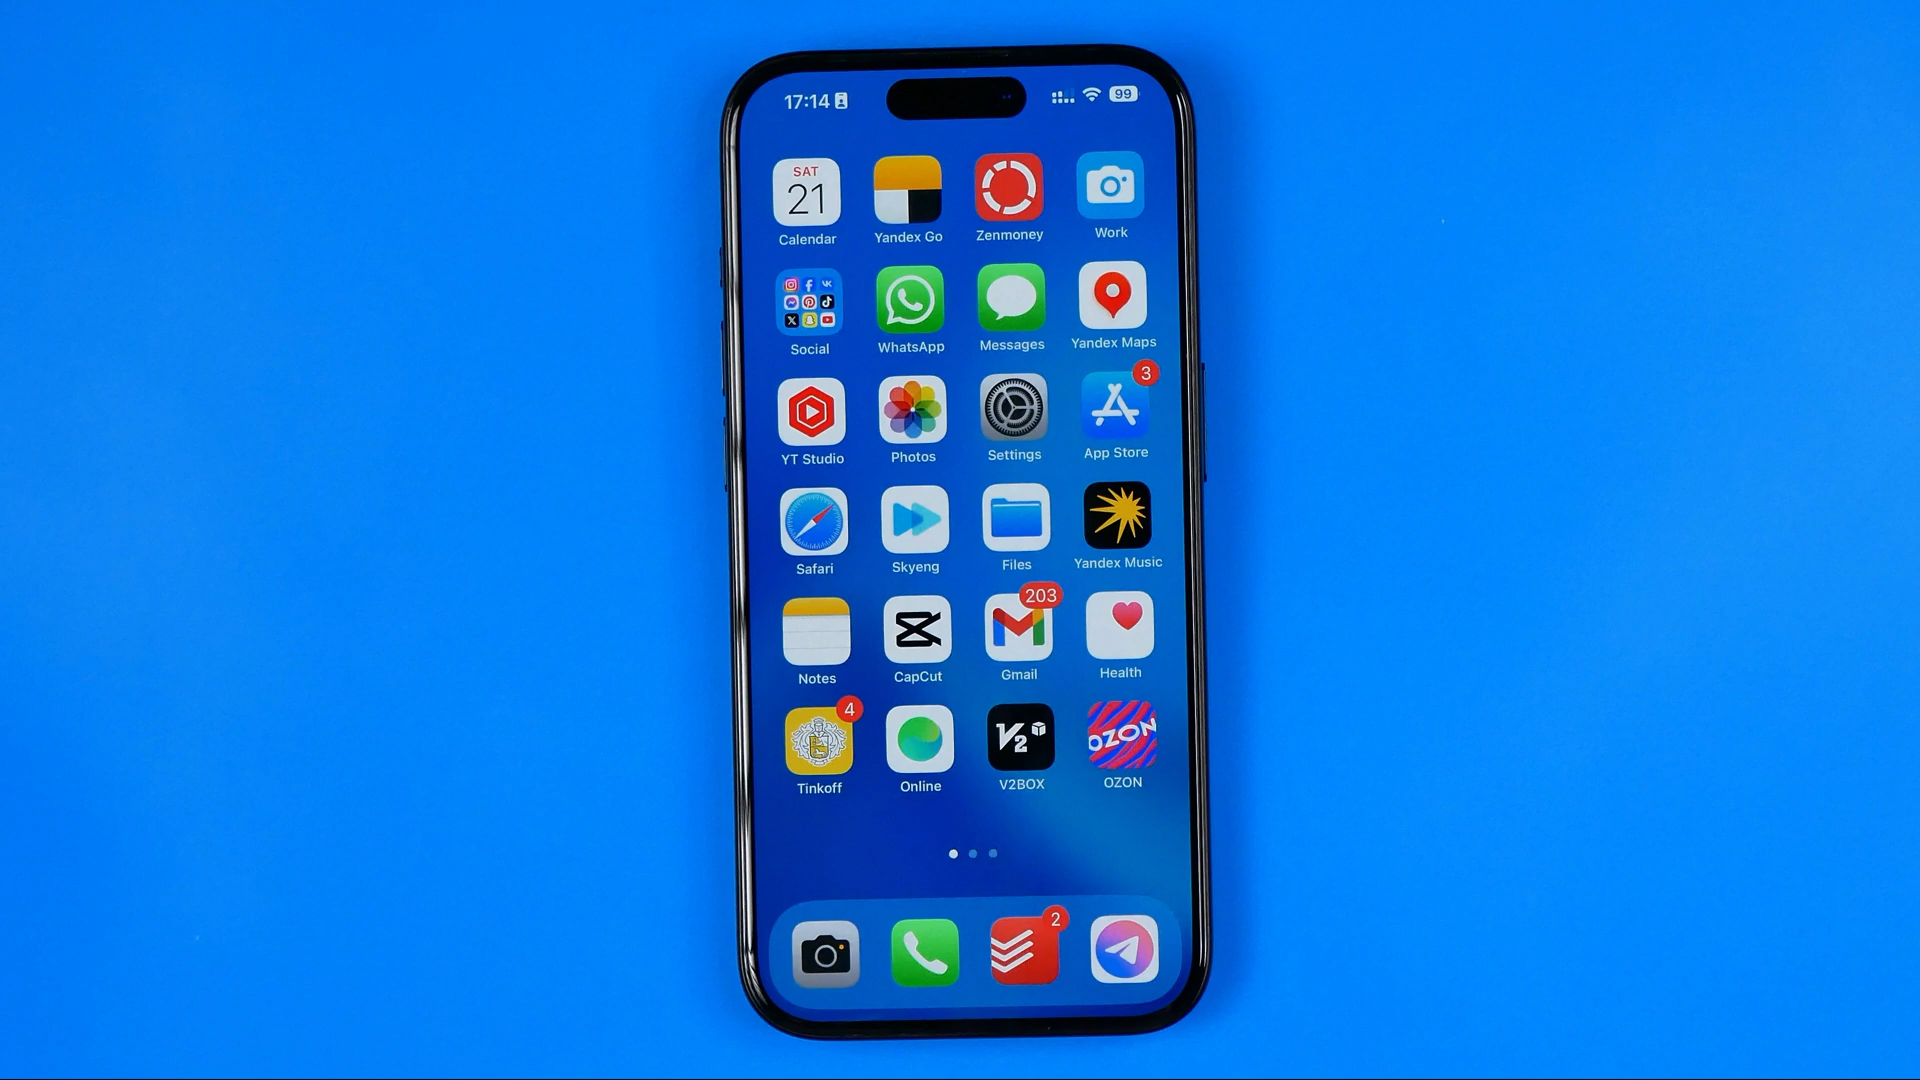 17:14 99
SAT
21
Calendar Yandex Go Zenmoney Work
Social WhatsApp Messages Yandex Maps
3
YT Studio Photos Settings App Store
Safari Skyeng Files Yandex Music
203
Notes CapCut Gmail Health
4
V2 OZON
Tinkoff Online V2BOX OZON
2